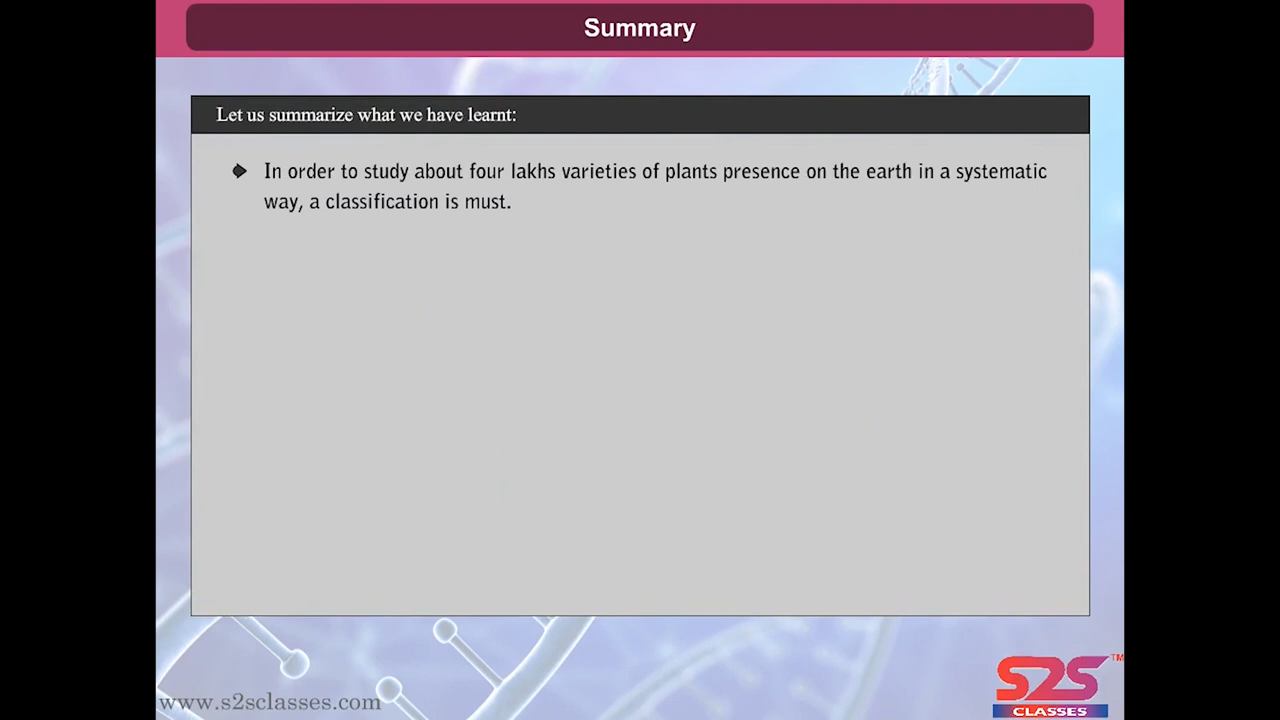 Summary
Let us summarize what we have learnt:
In order to study about four lakhs varieties of plants presence on the earth in a systematic
way, a classification is must.
www.s2sclasses.com
S2S TM
CLASSES